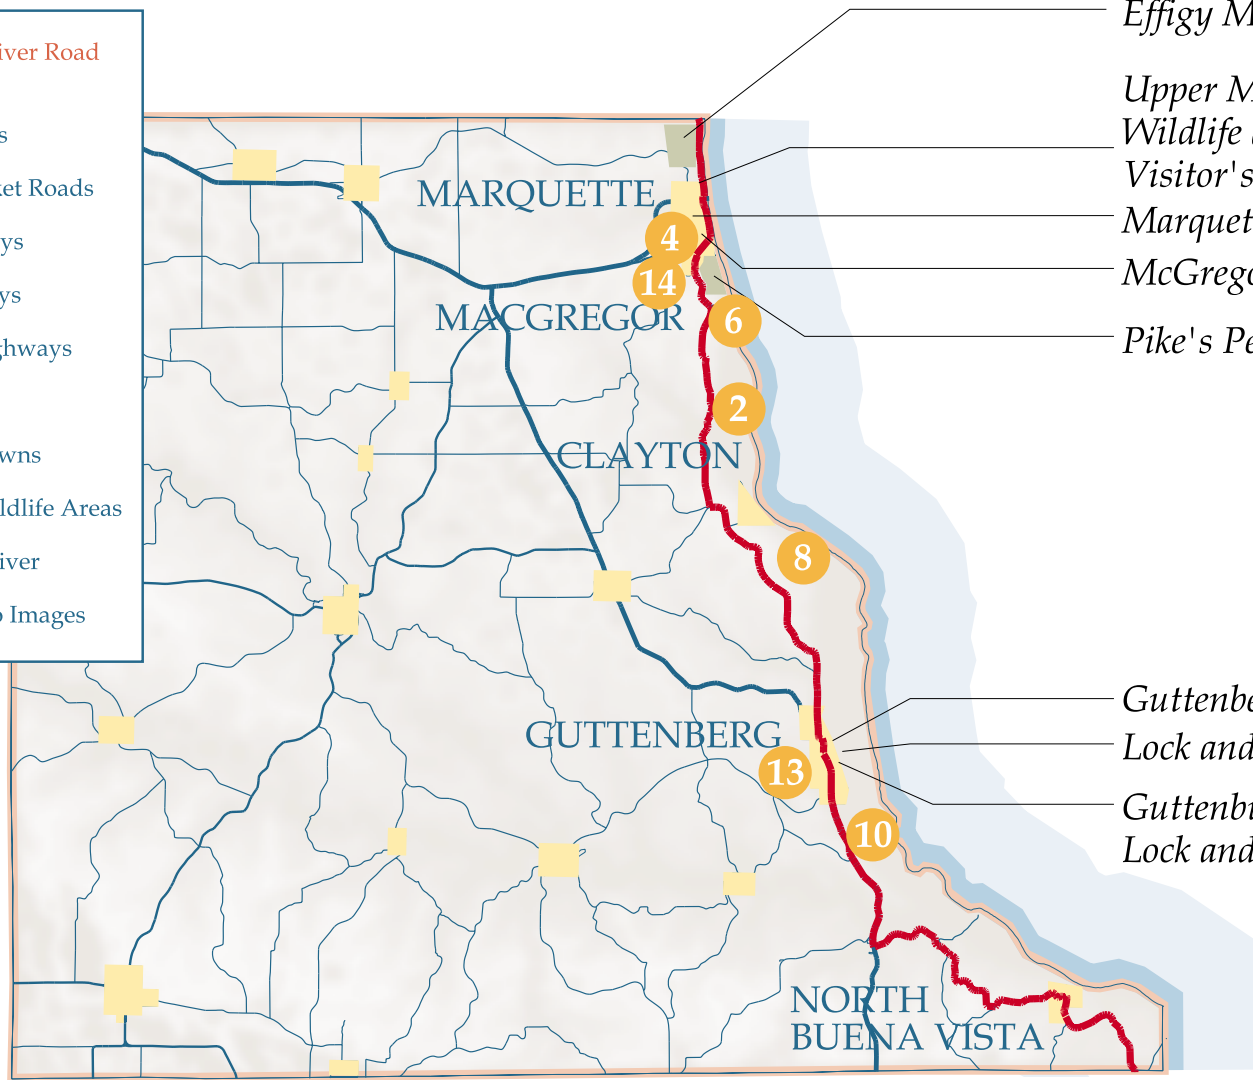 iver Road
s
ket Roads
ys
ys
ghways
wns
ldlife Areas
iver
o Images
Effigy M
Upper M
Wildlife
Visitor's
Marquet
McGrego
Pike's Pe
MARQUETTE
4
14
MACGREGOR
6
2
CLAYTON
8
Guttenbe
Lock and
Guttenbu
Lock and
GUTTENBERG
13
10
NORTH
BUENA VISTA